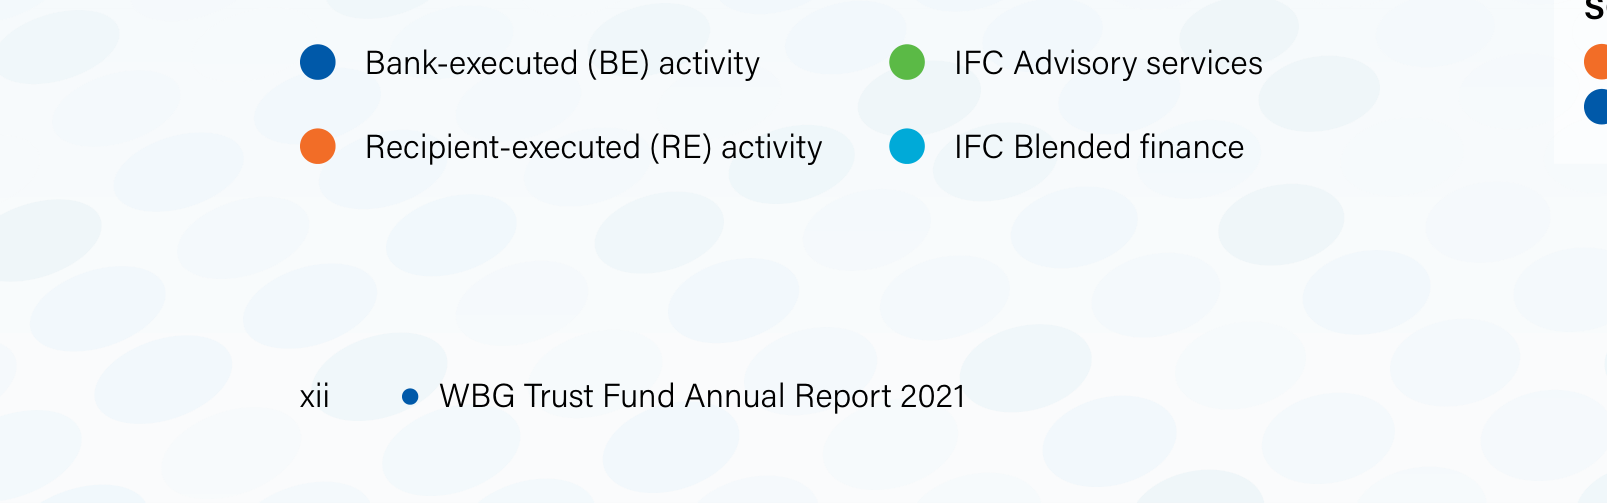 Bank-executed (BE) activity
Recipient-executed (RE) activity
IFC Advisory services
IFC Blended finance
xii • WBG Trust Fund Annual Report 2021